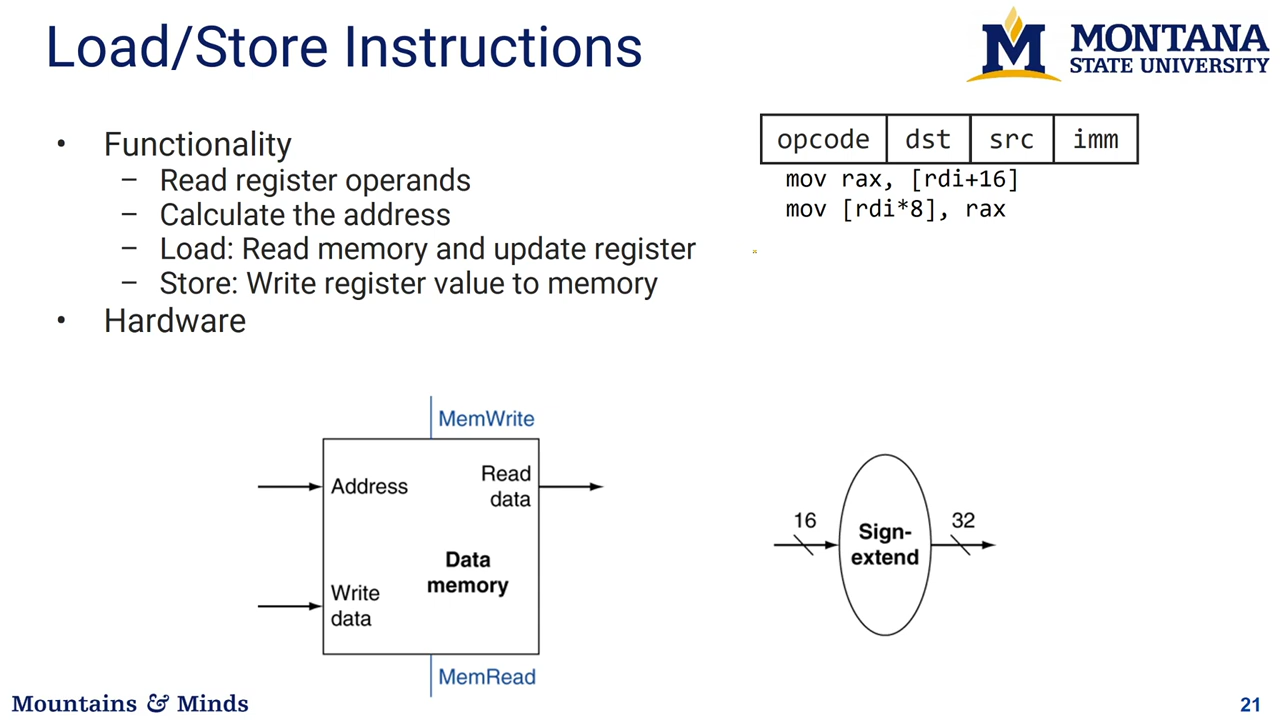 Load/Store Instructions
MONTANA
STATE UNIVERSITY
• Functionality
– Read register operands
– Calculate the address
– Load: Read memory and update register
– Store: Write register value to memory
• Hardware
opcode dst src imm
mov rax, [rdi+16]
mov [rdi*8], rax
MemWrite
Address
Read
data
Data
memory
Write
data
MemRead
16
Sign-
extend
32
Mountains & Minds
21